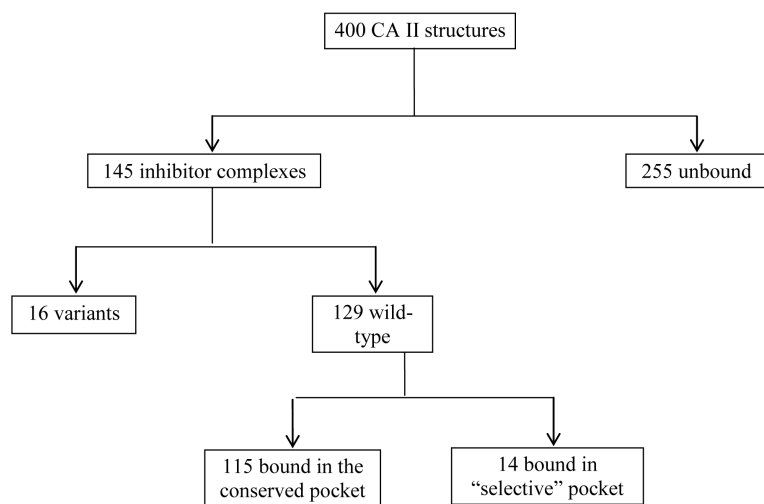 400 CA II structures
145 inhibitor complexes
255 unbound
16 variants
129 wild-
type
115 bound in the
conserved pocket
14 bound in
“selective” pocket